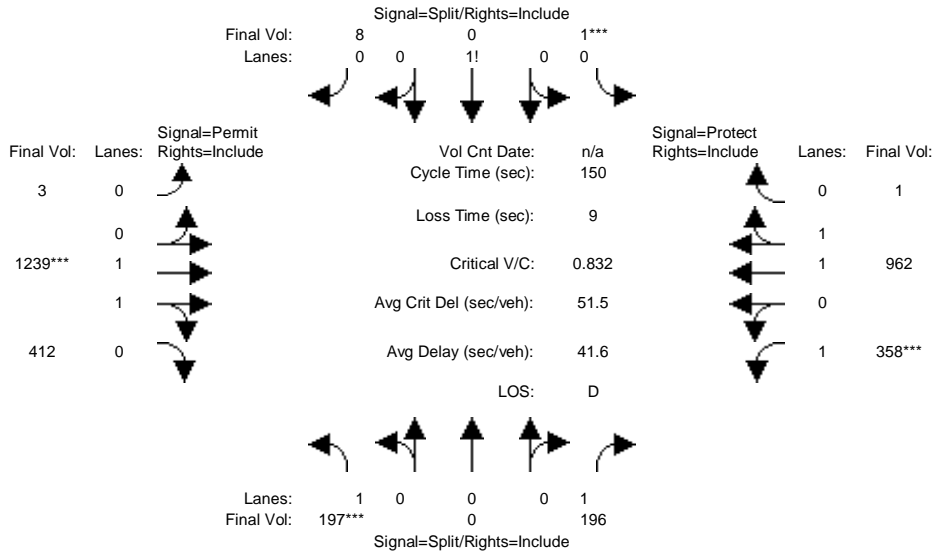 Signal=Split/Rights=Include
Final Vol: 8 0 1***
Lanes: 0 0 1! 0 0
Signal=Permit Signal=Protect
Final Vol: Lanes: Rights=Include Vol Cnt Date: n/a Rights=Include Lanes: Final Vol:
Cycle Time (sec): 150
3 0 0 1
Loss Time (sec): 9
0 1
1239*** 1 Critical V/C: 0.832 1 962
1 Avg Crit Del (sec/veh): 51.5 0
412 0 Avg Delay (sec/veh): 41.6 1 358***
LOS: D
Lanes: 1 0 0 0 1
Final Vol: 197*** 0 196
Signal=Split/Rights=Include